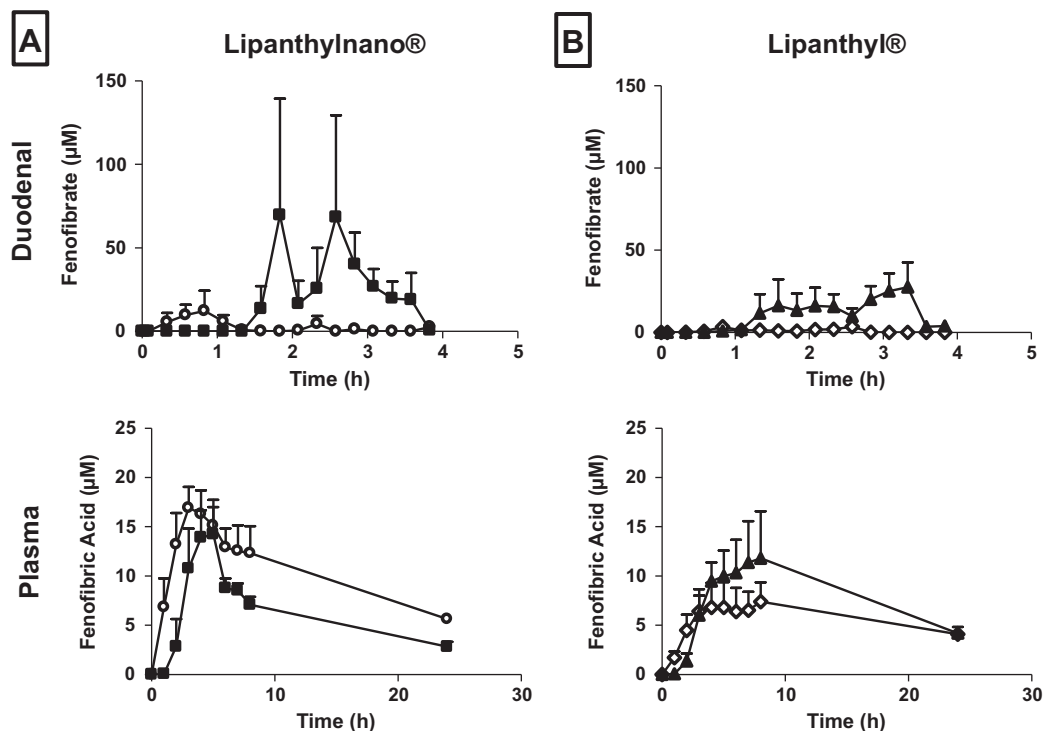 A
Lipanthylnano®
B
Lipanthyl®
Duodenal
Fenofibrate (µM)
150
100
50
0
0 1 2 3 4 5
Time (h)
Fenofibrate (µM)
150
100
50
0
0 1 2 3 4 5
Time (h)
Plasma
Fenofibric Acid (µM)
25
20
15
10
5
0
0 10 20 30
Time (h)
Fenofibric Acid (µM)
25
20
15
10
5
0
0 10 20 30
Time (h)